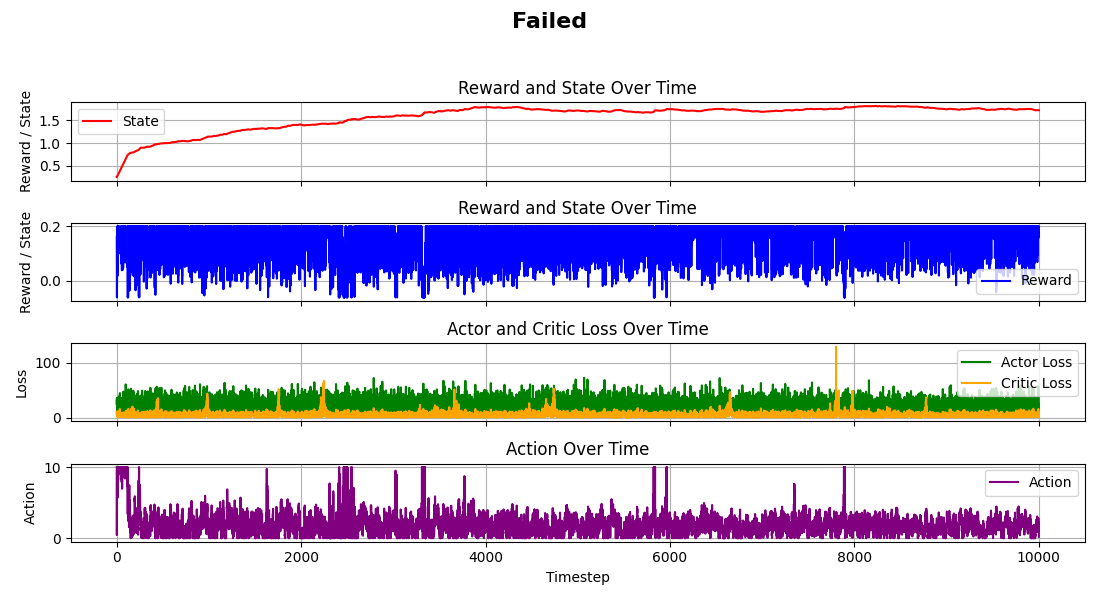 Failed
Reward and State Over Time
Reward / State
1.5
1.0
0.5
State
Reward and State Over Time
Reward / State
0.2
0.0
Reward
Actor and Critic Loss Over Time
Loss
100
0
Actor Loss
Critic Loss
Action Over Time
Action
10
0
Action
0 2000 4000 6000 8000 10000
Timestep